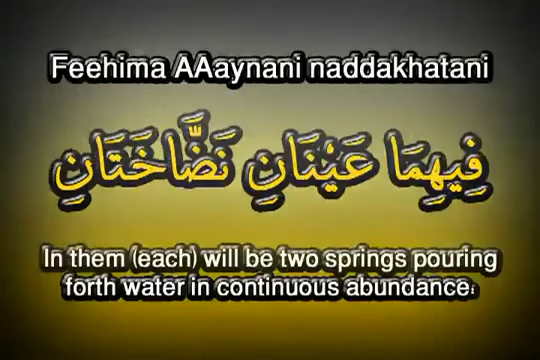 Feehima AAaynani naddakhatani
فِيهِمَا عَيْنَانِ نَضَّاخَتَانِ
In them (each) will be two springs pouring
forth water in continuous abundance: